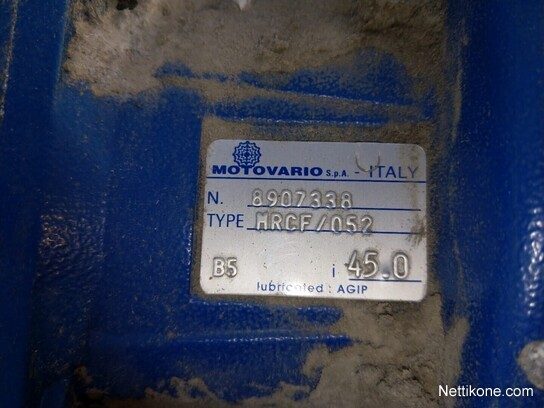 MOTOVARIO S.p.A. - ITALY
N. 8907338
TYPE HRCF/052
B5 i 45.0
lubricated : AGIP
Nettikone.com